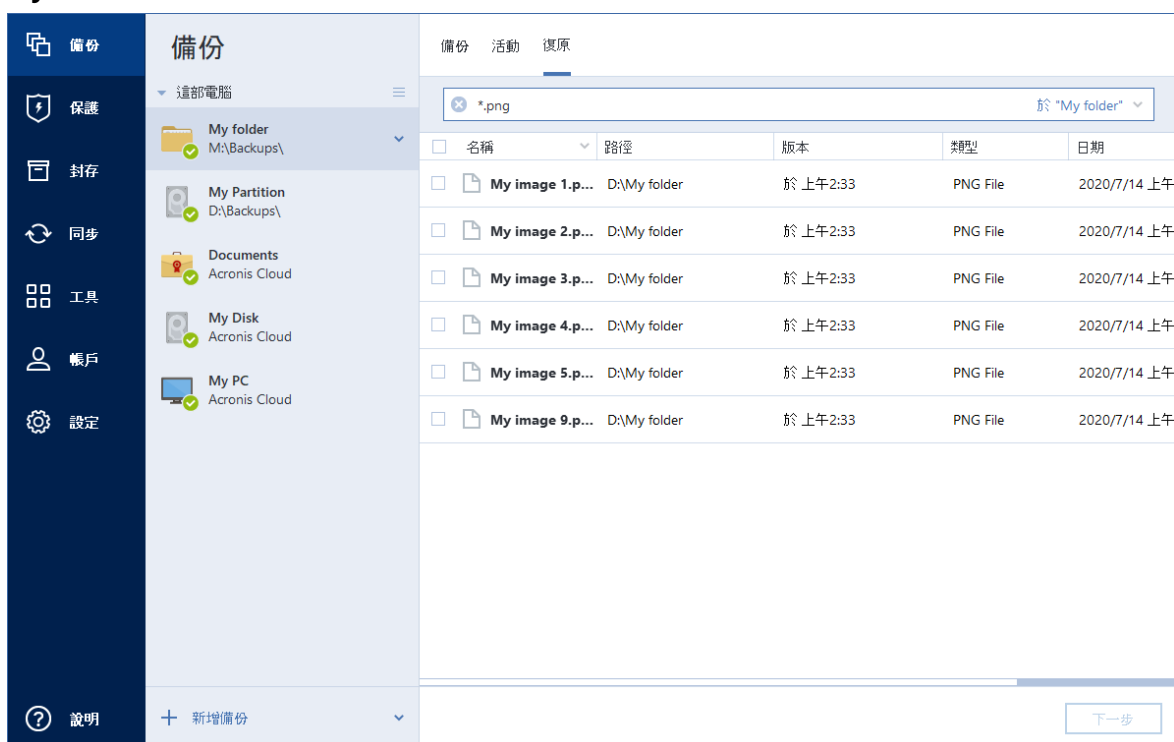 備份
保護
封存
同步
工具
帳戶
設定
說明
備份
這部電腦
My folder
M:\Backups\
My Partition
D:\Backups\
Documents
Acronis Cloud
My Disk
Acronis Cloud
My PC
Acronis Cloud
新增備份
備份 活動 復原
*.png 於 "My folder"
名稱 路徑 版本 類型 日期
My image 1.p... D:\My folder 於 上午2:33 PNG File 2020/7/14 上午
My image 2.p... D:\My folder 於 上午2:33 PNG File 2020/7/14 上午
My image 3.p... D:\My folder 於 上午2:33 PNG File 2020/7/14 上午
My image 4.p... D:\My folder 於 上午2:33 PNG File 2020/7/14 上午
My image 5.p... D:\My folder 於 上午2:33 PNG File 2020/7/14 上午
My image 9.p... D:\My folder 於 上午2:33 PNG File 2020/7/14 上午
下一步